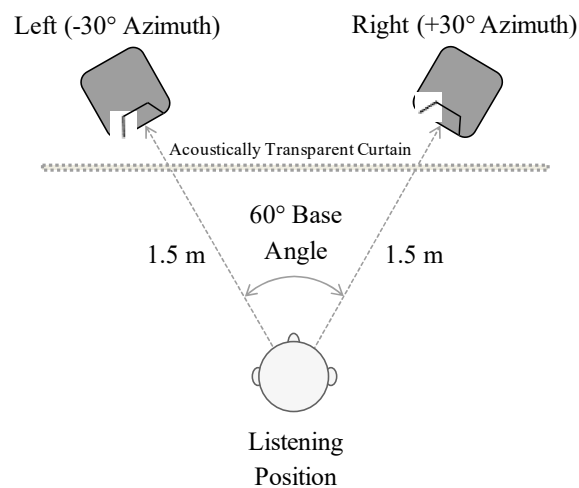 Left (-30° Azimuth)
Right (+30° Azimuth)
Acoustically Transparent Curtain
60° Base
Angle
1.5 m
1.5 m
Listening
Position